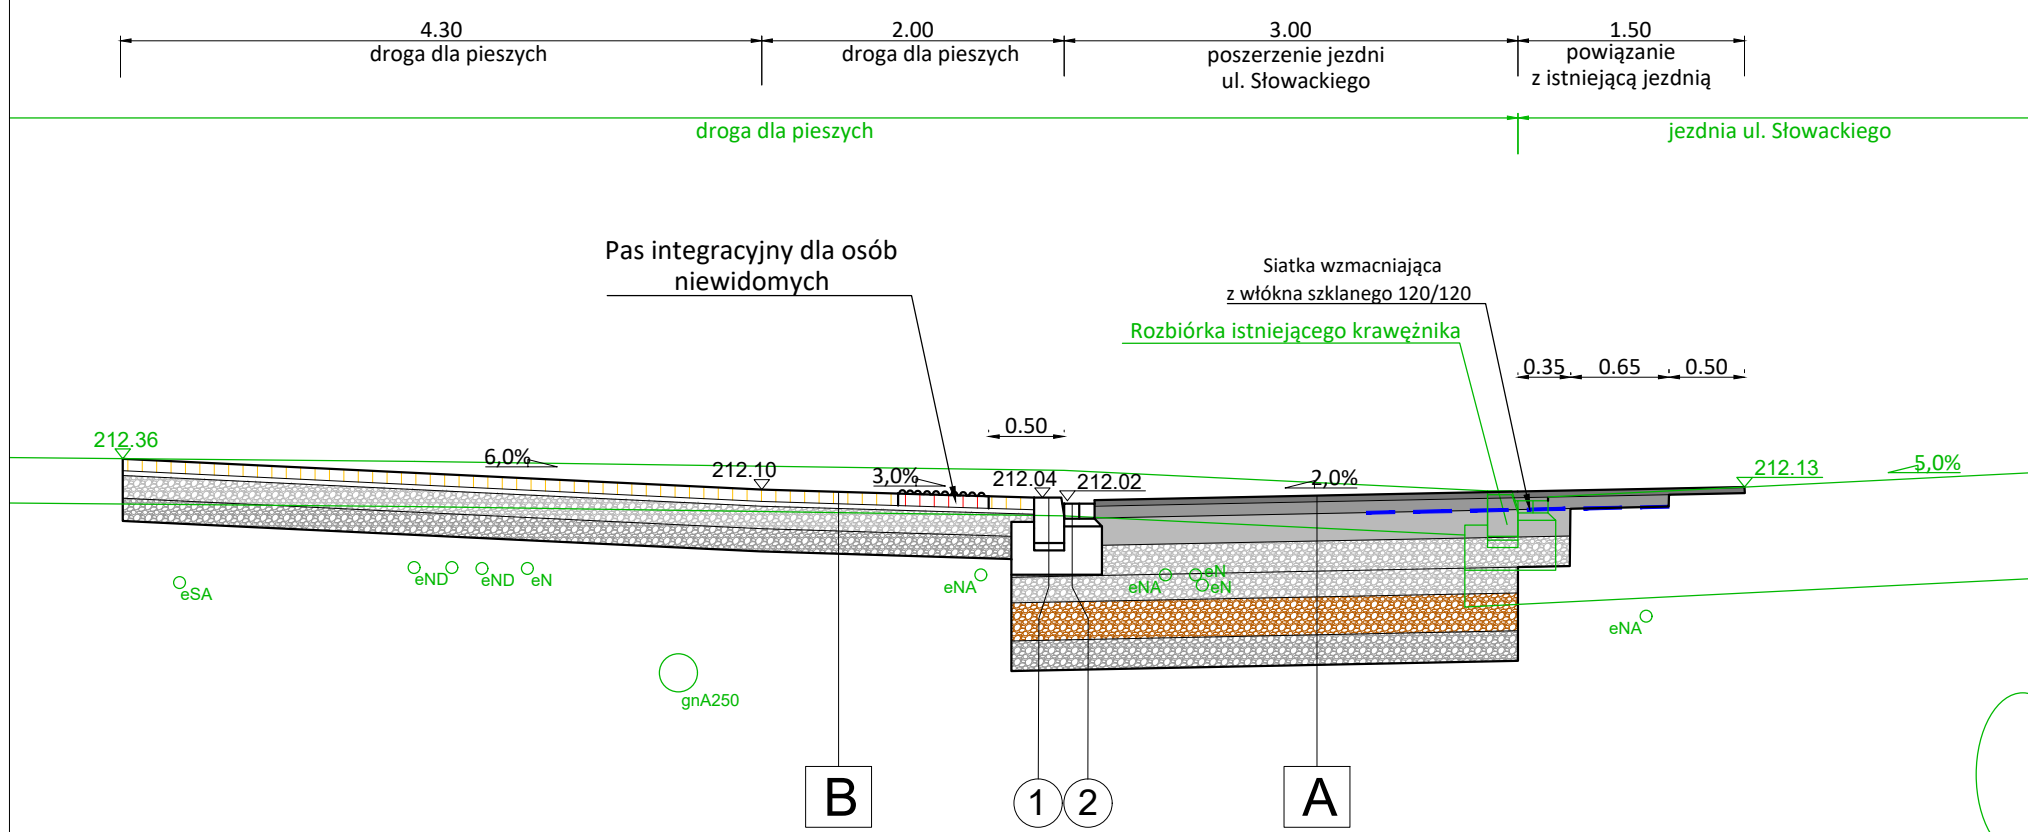 4.30
droga dla pieszych
2.00
droga dla pieszych
3.00
poszerzenie jezdni
ul. Słowackiego
1.50
powiązanie
z istniejącą jezdnią
droga dla pieszych
jezdnia ul. Słowackiego
Pas integracyjny dla osób
niewidomych
Siatka wzmacniająca
z włókna szklanego 120/120
Rozbiórka istniejącego krawężnika
0.35
0.65
0.50
0.50
212.36
6,0%
212.10
3,0%
212.04
212.02
2,0%
212.13
5,0%
eSA
eND
eND
eN
eNA
eNA
eN
eN
eNA
gnA250
B
1
2
A